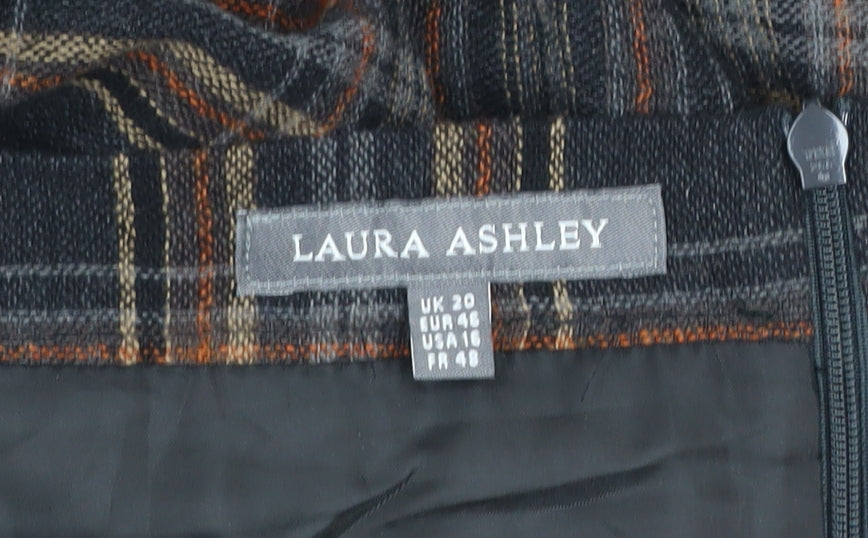 LAURA ASHLEY
UK 20
EUR 46
USA 16
FR 48